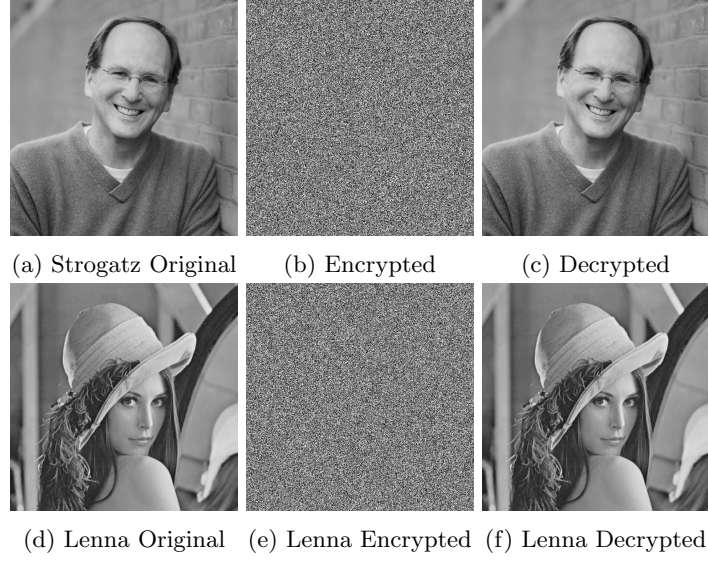 (a) Strogatz Original (b) Encrypted (c) Decrypted
(d) Lenna Original (e) Lenna Encrypted (f) Lenna Decrypted